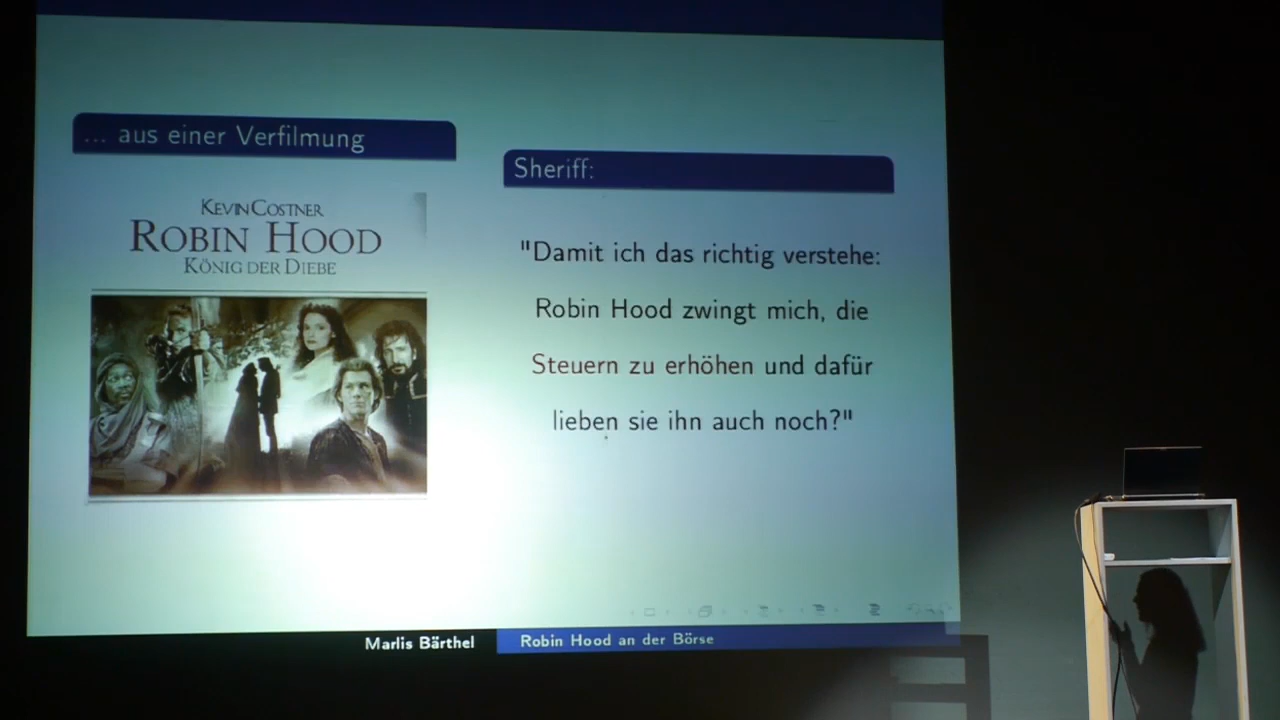 ... aus einer Verfilmung
KEVIN COSTNER
ROBIN HOOD
KÖNIG DER DIEBE
Sheriff:
"Damit ich das richtig verstehe:
Robin Hood zwingt mich, die
Steuern zu erhöhen und dafür
lieben sie ihn auch noch?"
Marlis Bärthel
Robin Hood an der Börse